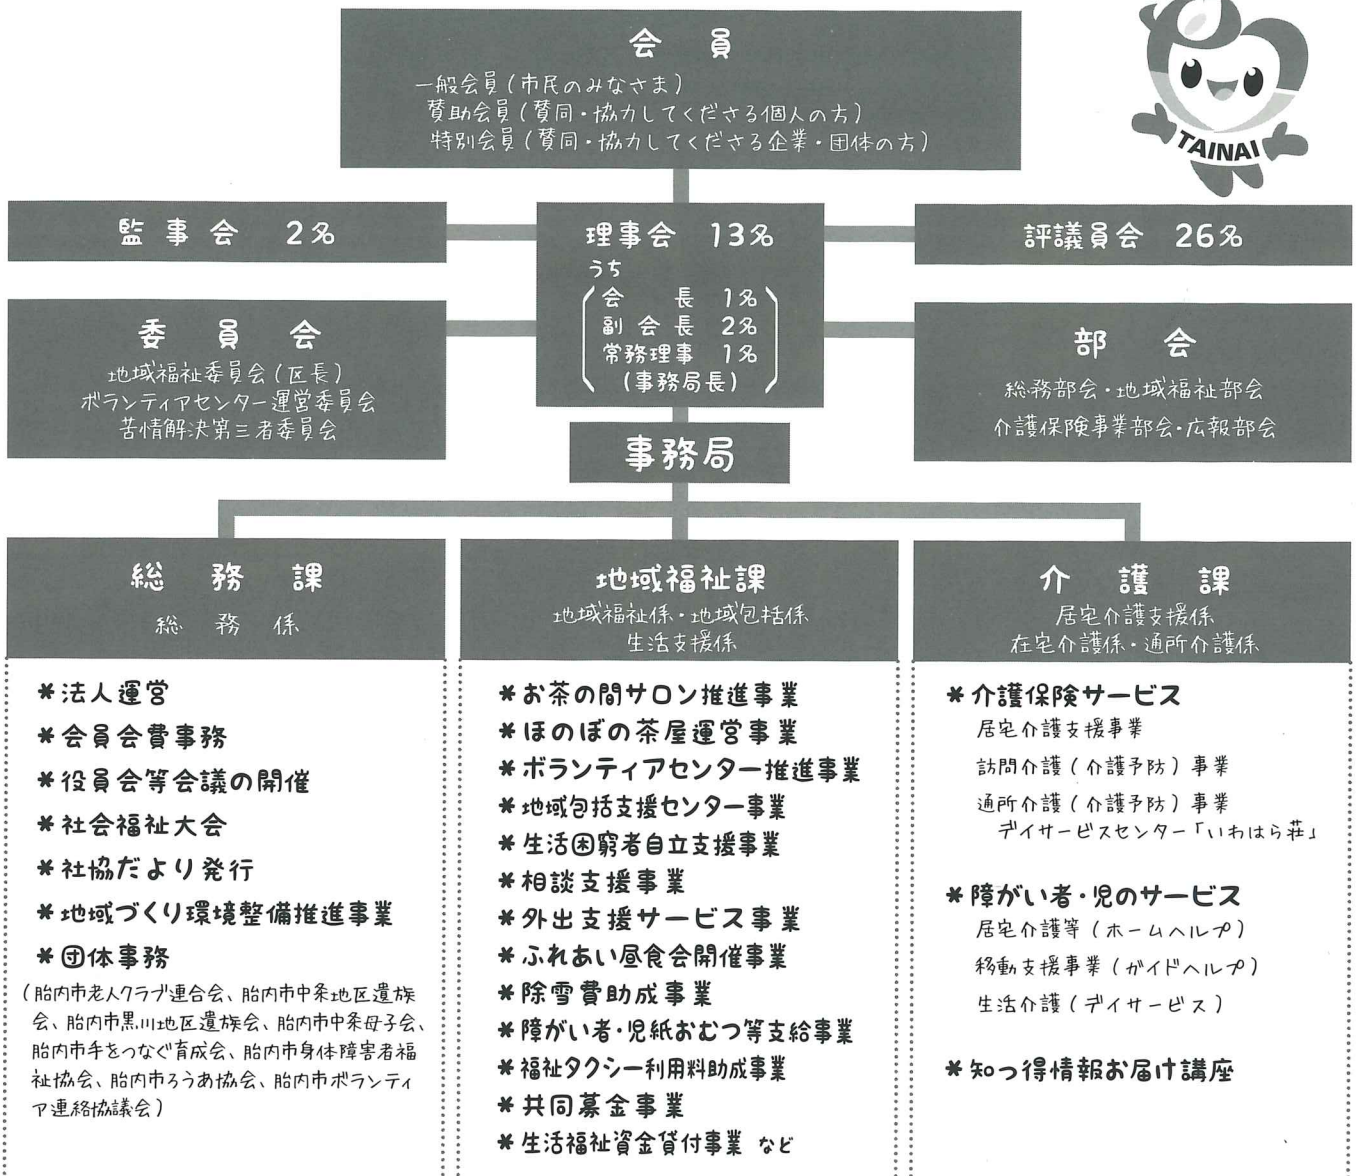 会員
一般会員(市民のみなさま)
賛助会員(賛同・協力してくださる個人の方)
特別会員(賛同・協力してくださる企業・団体の方)
TAINAI
監事会 2名
理事会 13名
うち
会長 1名
副会長 2名
常務理事 1名
(事務局長)
評議員会 26名
委員会
地域福祉委員会(区長)
ボランティアセンター運営委員会
苦情解決第三者委員会
部会
総務部会・地域福祉部会
介護保険事業部会・広報部会
事務局
総務課
総務係
*法人運営
*会員会費事務
*役員会等会議の開催
*社会福祉大会
*社協だより発行
*地域づくり環境整備推進事業
*団体事務
(胎内市老人クラブ連合会、胎内市中条地区遺族
会、胎内市黒川地区遺族会、胎内市中条母子会、
胎内市手をつなぐ育成会、胎内市身体障害者福
祉協会、胎内市ろうあ協会、胎内市ボランティ
ア連絡協議会)
地域福祉課
地域福祉係・地域包括係
生活支援係
*お茶の間サロン推進事業
*ほのぼの茶屋運営事業
*ボランティアセンター推進事業
*地域包括支援センター事業
*生活困窮者自立支援事業
*相談支援事業
*外出支援サービス事業
*ふれあい昼食会開催事業
*除雪費助成事業
*障がい者・児紙おむつ等支給事業
*福祉タクシー利用料助成事業
*共同募金事業
*生活福祉資金貸付事業 など
介護課
居宅介護支援係
在宅介護係・通所介護係
*介護保険サービス
居宅介護支援事業
訪問介護(介護予防)事業
通所介護(介護予防)事業
デイサービスセンター「いわはら荘」
*障がい者・児のサービス
居宅介護等(ホームヘルプ)
移動支援事業(ガイドヘルプ)
生活介護(デイサービス)
*知っ得情報お届け講座